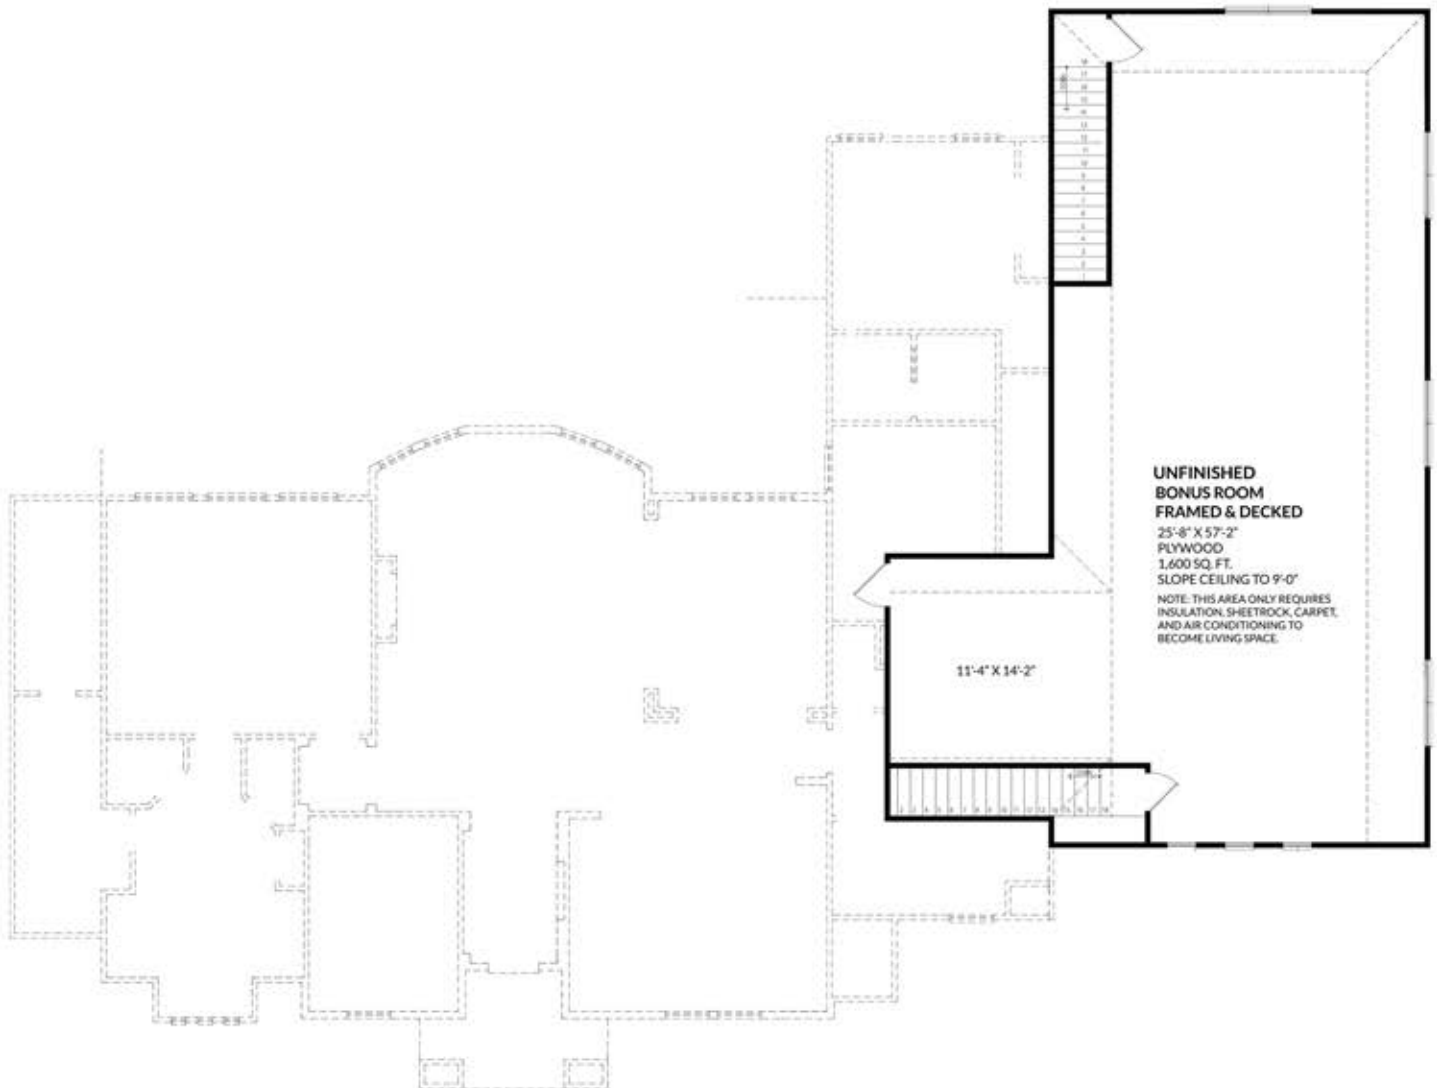 UNFINISHED
BONUS ROOM
FRAMED & DECKED
25'-8" X 57'-2"
PLYWOOD
1,600 SQ. FT.
SLOPE CEILING TO 9'-0"
NOTE: THIS AREA ONLY REQUIRES
INSULATION, SHEETROCK, CARPET,
AND AIR CONDITIONING TO
BECOME LIVING SPACE.
11'-4" X 14'-2"